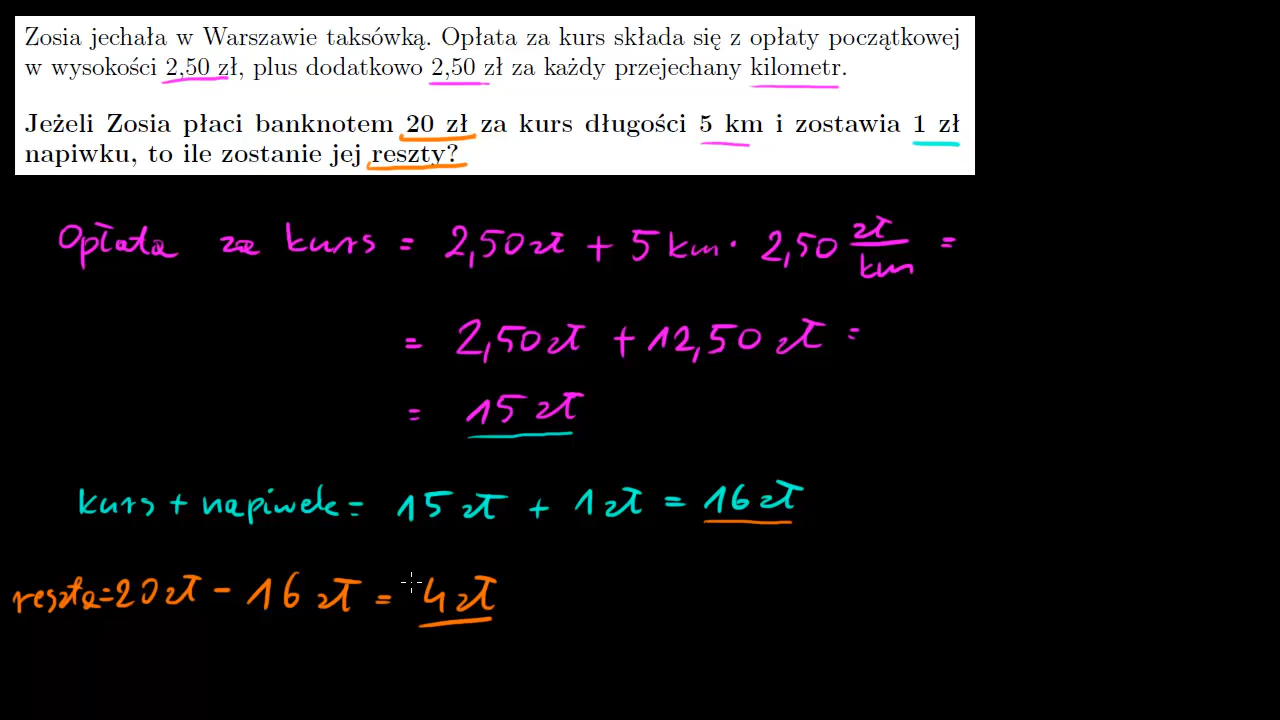 Zosia jechała w Warszawie taksówką. Opłata za kurs składa się z opłaty początkowej
w wysokości 2,50 zł, plus dodatkowo 2,50 zł za każdy przejechany kilometr.
Jeżeli Zosia płaci banknotem 20 zł za kurs długości 5 km i zostawia 1 zł
napiwku, to ile zostanie jej reszty?
Opłata za kurs = 2,50 zł + 5 km · 2,50 zł/km =
= 2,50 zł + 12,50 zł =
= 15 zł
kurs + napiwek = 15 zł + 1 zł = 16 zł
reszta = 20 zł - 16 zł = 4 zł